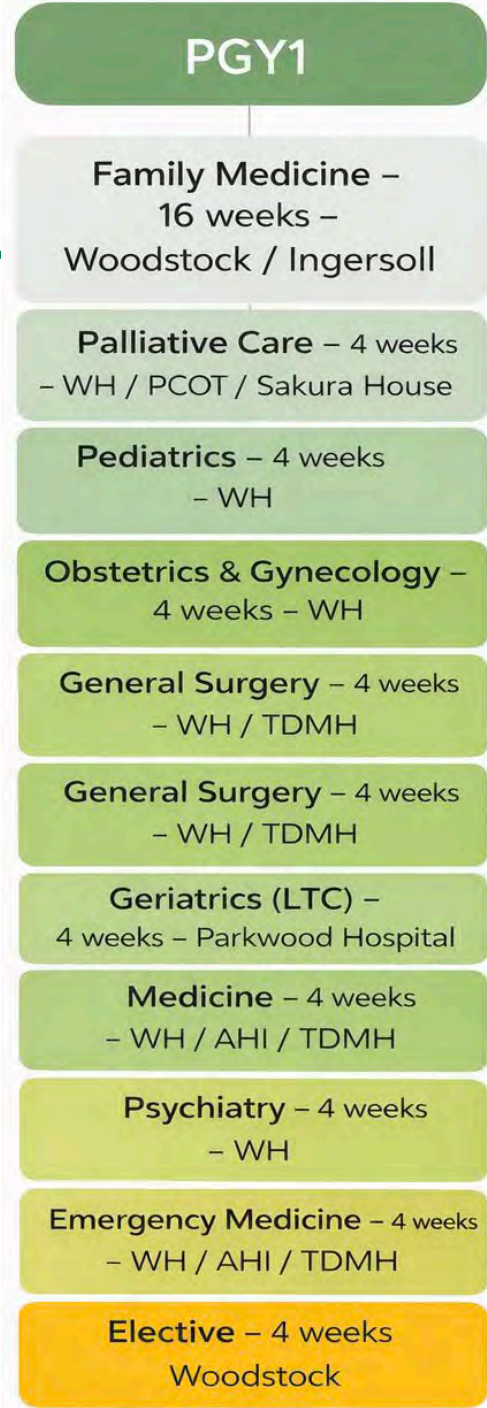 PGY1
Family Medicine –
16 weeks –
Woodstock / Ingersoll
Palliative Care – 4 weeks
– WH / PCOT / Sakura House
Pediatrics – 4 weeks
– WH
Obstetrics & Gynecology –
4 weeks – WH
General Surgery – 4 weeks
– WH / TDMH
General Surgery – 4 weeks
– WH / TDMH
Geriatrics (LTC) –
4 weeks – Parkwood Hospital
Medicine – 4 weeks
– WH / AHI / TDMH
Psychiatry – 4 weeks
– WH
Emergency Medicine – 4 weeks
– WH / AHI / TDMH
Elective – 4 weeks
Woodstock